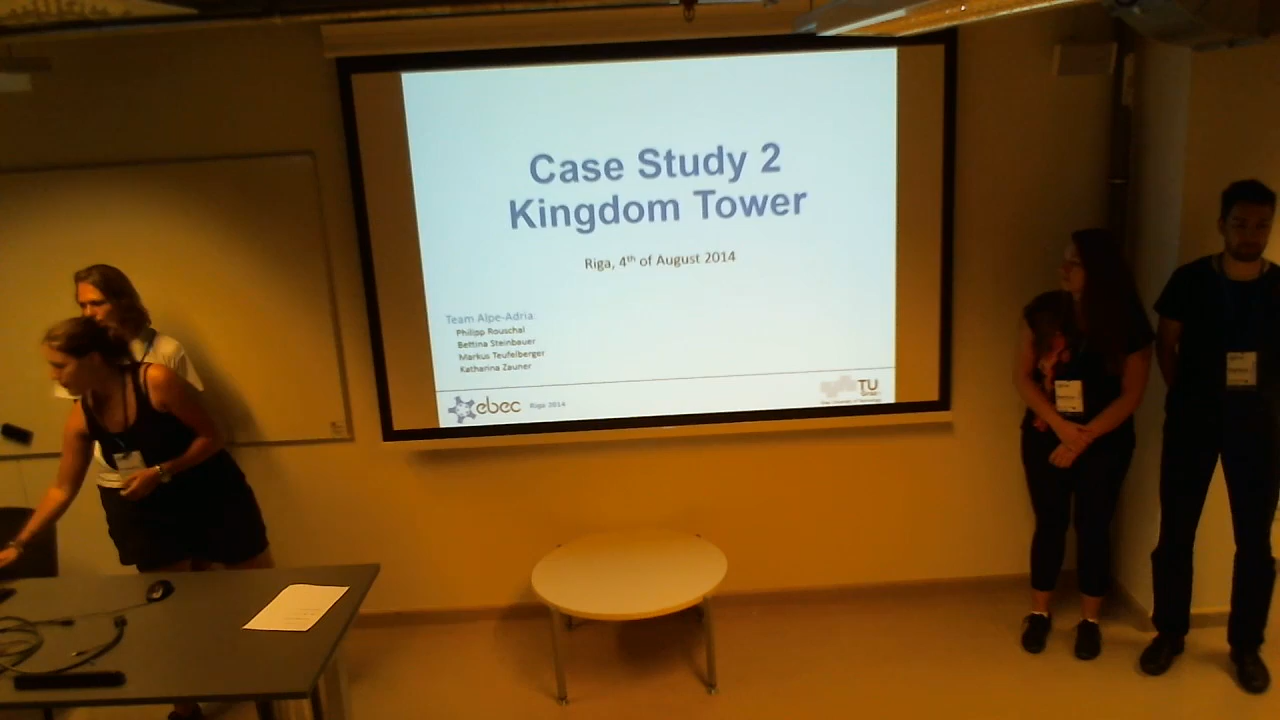 Case Study 2
Kingdom Tower
Riga, 4th of August 2014
Team Alpe-Adria:
Philipp Rouschal
Bettina Steinbauer
Markus Teufelberger
Katharina Zauner
ebec Riga 2014
TU